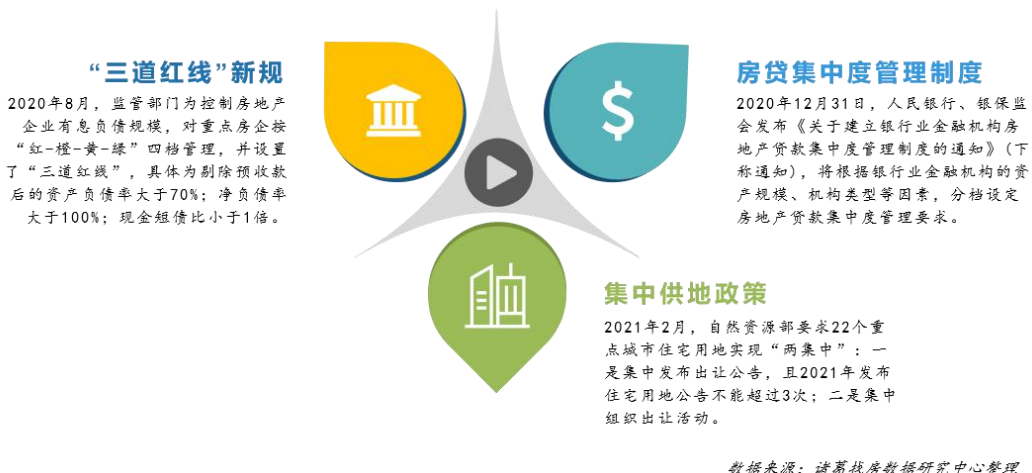 “三道红线”新规
2020年8月，监管部门为控制房地产
企业有息负债规模，对重点房企按
“红-橙-黄-绿”四档管理，并设置
了“三道红线”，具体为剔除预收款
后的资产负债率大于70%；净负债率
大于100%；现金短债比小于1倍。
房贷集中度管理制度
2020年12月31日，人民银行、银保监
会发布《关于建立银行业金融机构房
地产贷款集中度管理制度的通知》（下
称通知），将根据银行业金融机构的资
产规模、机构类型等因素，分档设定
房地产贷款集中度管理要求。
$
集中供地政策
2021年2月，自然资源部要求22个重
点城市住宅用地实现“两集中”：一
是集中发布出让公告，且2021年发布
住宅用地公告不能超过3次；二是集中
组织出让活动。
数据来源：诸葛找房数据研究中心整理